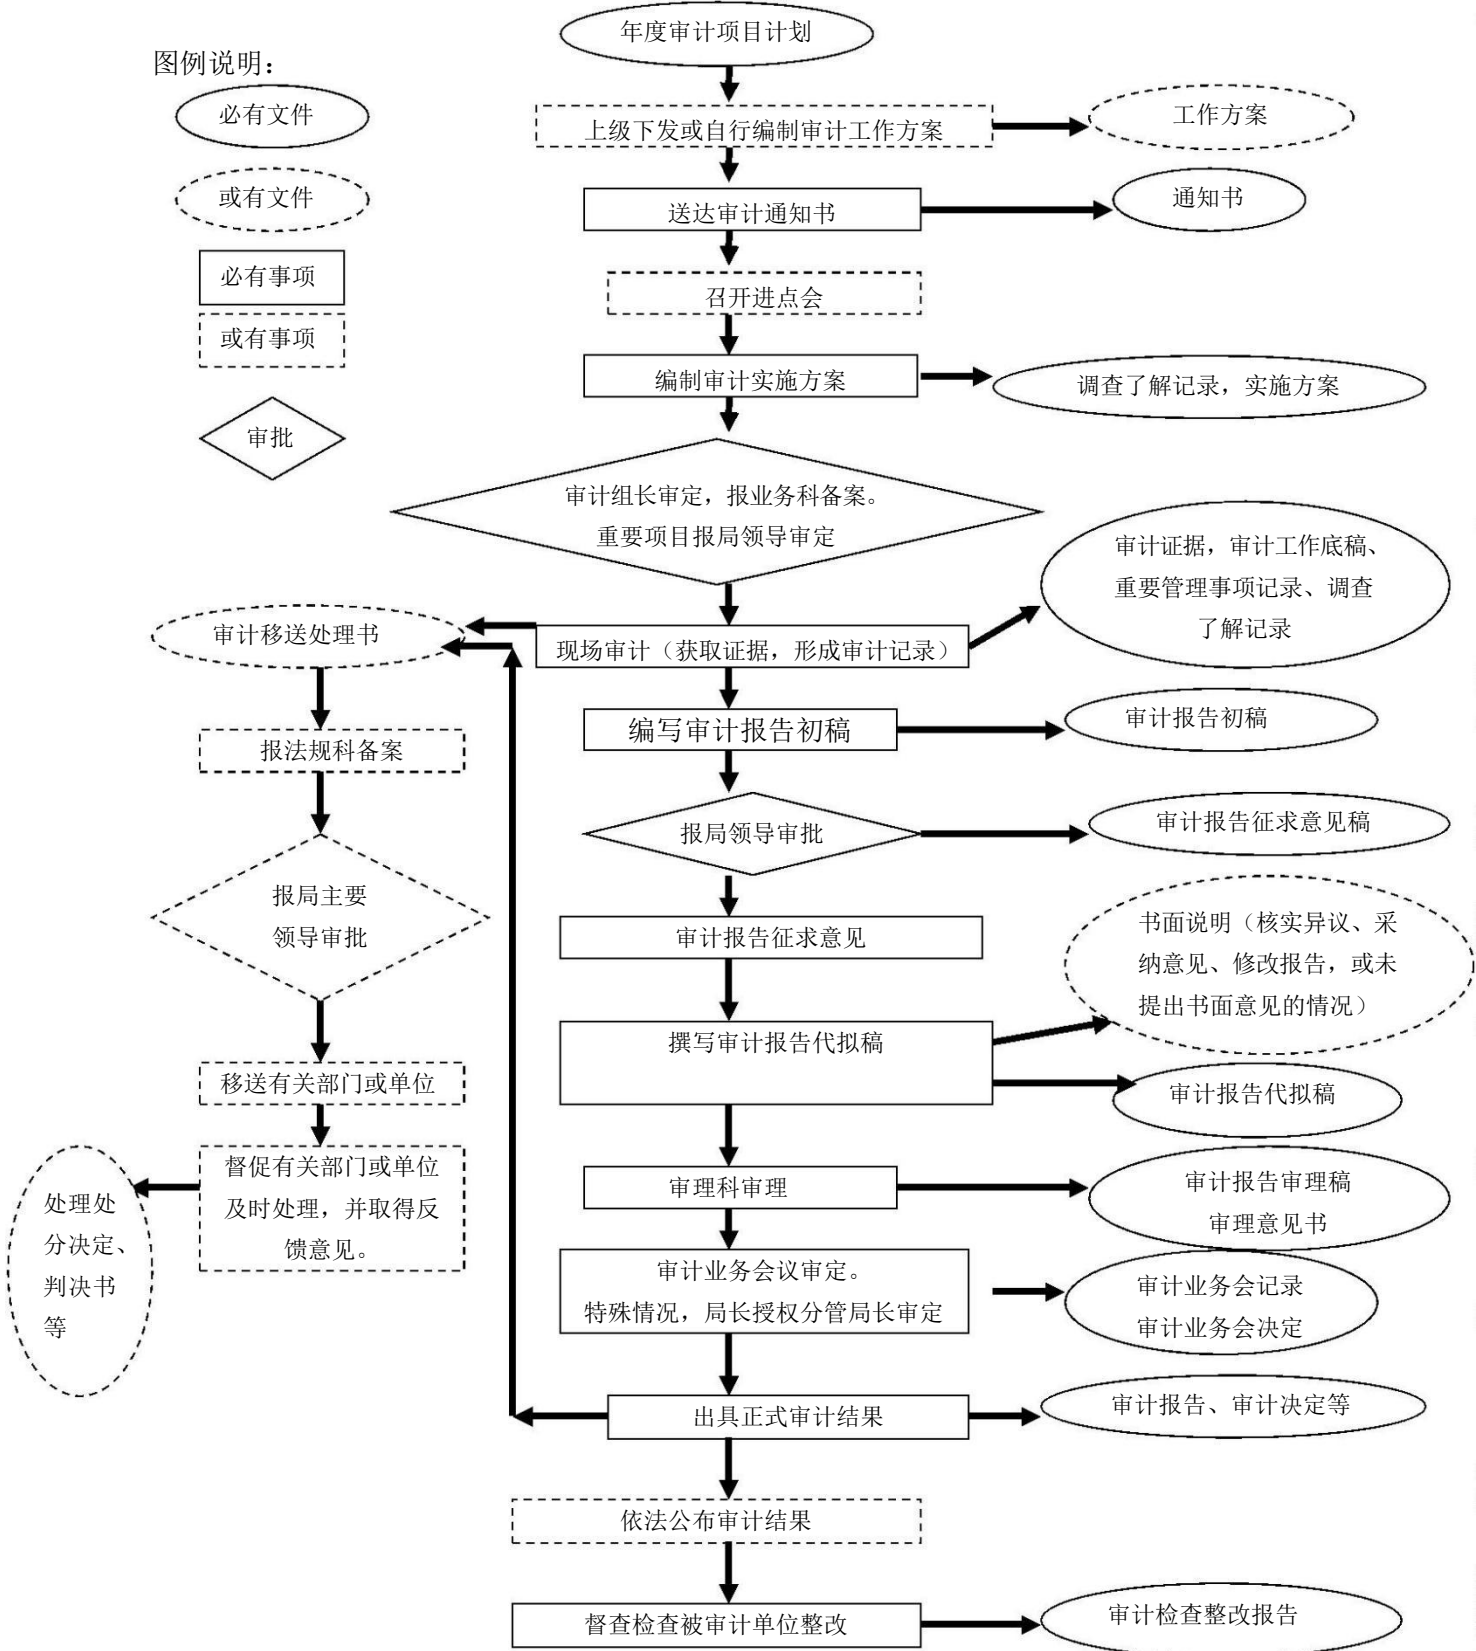 年度审计项目计划
图例说明：
必有文件
上级下发或自行编制审计工作方案
工作方案
或有文件
送达审计通知书
通知书
必有事项
召开进点会
或有事项
编制审计实施方案
调查了解记录，实施方案
审批
审计组长审定，报业务科备案。
重要项目报局领导审定
审计证据，审计工作底稿、
重要管理事项记录、调查
了解记录
审计移送处理书
现场审计（获取证据，形成审计记录）
编写审计报告初稿
审计报告初稿
报法规科备案
报局领导审批
审计报告征求意见稿
报局主要
领导审批
审计报告征求意见
书面说明（核实异议、采
纳意见、修改报告，或未
提出书面意见的情况）
撰写审计报告代拟稿
移送有关部门或单位
审计报告代拟稿
督促有关部门或单位
及时处理，并取得反
馈意见。
处理处
分决定、
判决书
等
审理科审理
审计报告审理稿
审理意见书
审计业务会议审定。
特殊情况，局长授权分管局长审定
审计业务会记录
审计业务会决定
出具正式审计结果
审计报告、审计决定等
依法公布审计结果
督查检查被审计单位整改
审计检查整改报告